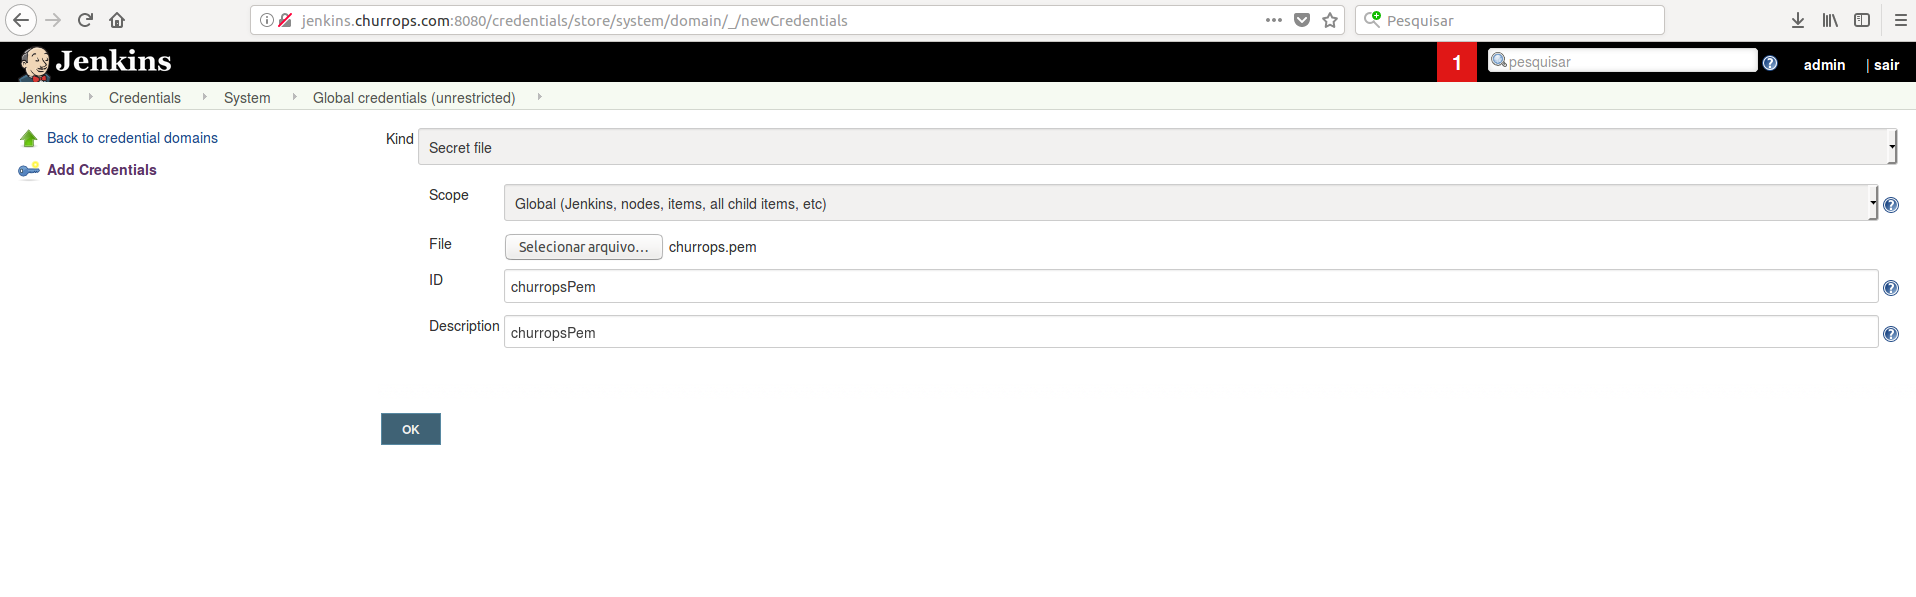 jenkins.churrops.com:8080/credentials/store/system/domain/_/newCredentials
Pesquisar
Jenkins
1
pesquisar
admin
| sair
Jenkins
Credentials
System
Global credentials (unrestricted)
Back to credential domains
Add Credentials
Kind
Secret file
Scope
Global (Jenkins, nodes, items, all child items, etc)
File
Selecionar arquivo...
churrops.pem
ID
churropsPem
Description
churropsPem
OK